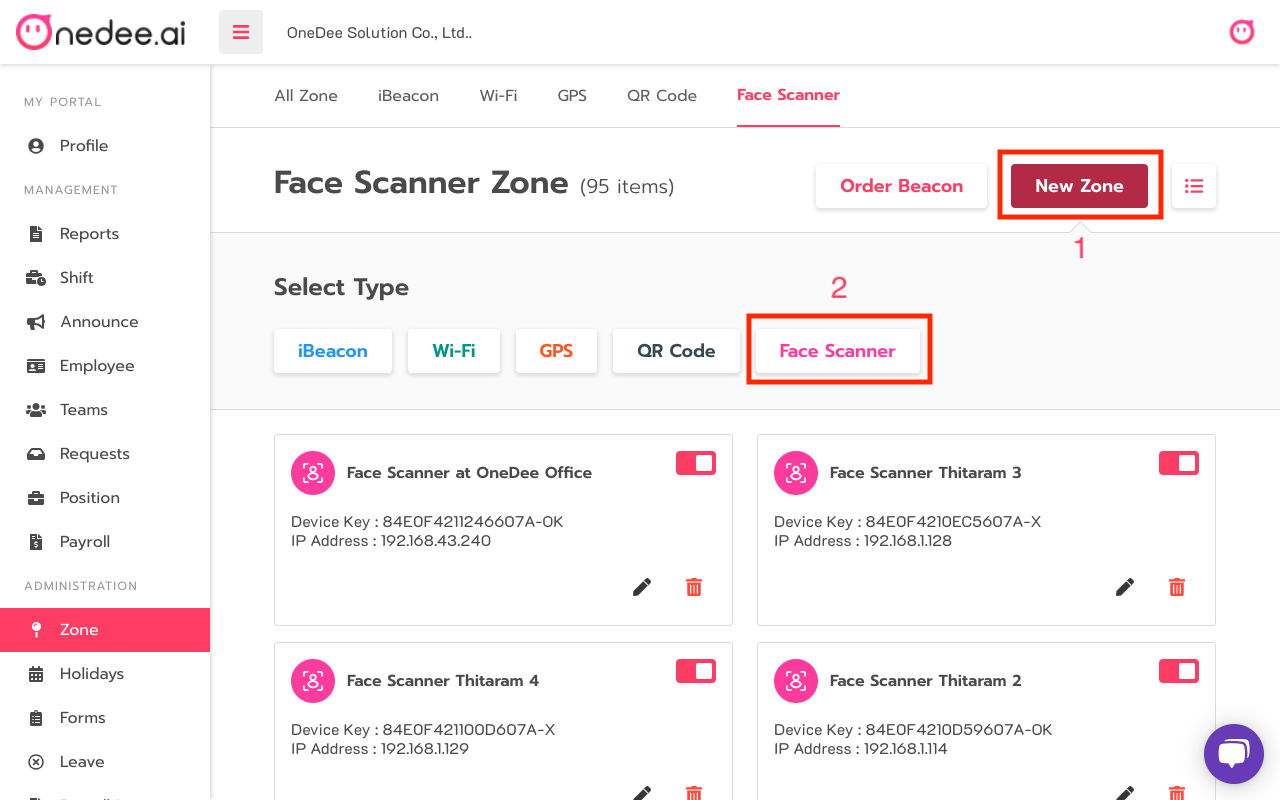 Onedee.ai
OneDee Solution Co., Ltd..
MY PORTAL
Profile
MANAGEMENT
Reports
Shift
Announce
Employee
Teams
Requests
Position
Payroll
ADMINISTRATION
Zone
Holidays
Forms
Leave
All Zone iBeacon Wi-Fi GPS QR Code Face Scanner
Face Scanner Zone (95 items)
Order Beacon New Zone
1
Select Type
2
iBeacon Wi-Fi GPS QR Code Face Scanner
Face Scanner at OneDee Office
Device Key : 84E0F4211246607A-OK
IP Address : 192.168.43.240
Face Scanner Thitaram 3
Device Key : 84E0F4210EC5607A-X
IP Address : 192.168.1.128
Face Scanner Thitaram 4
Device Key : 84E0F421100D607A-X
IP Address : 192.168.1.129
Face Scanner Thitaram 2
Device Key : 84E0F4210D59607A-OK
IP Address : 192.168.1.114